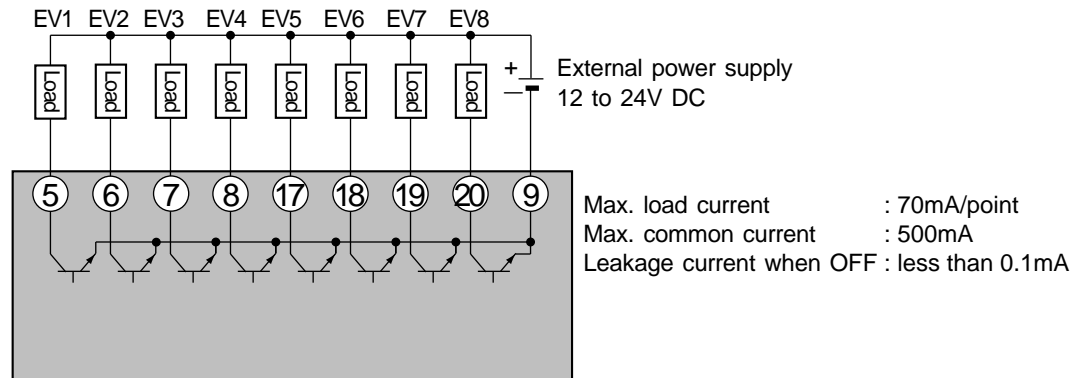 EV1 EV2 EV3 EV4 EV5 EV6 EV7 EV8
Load Load Load Load Load Load Load Load
+
−
External power supply
12 to 24V DC
5 6 7 8 17 18 19 20 9
Max. load current : 70mA/point
Max. common current : 500mA
Leakage current when OFF : less than 0.1mA